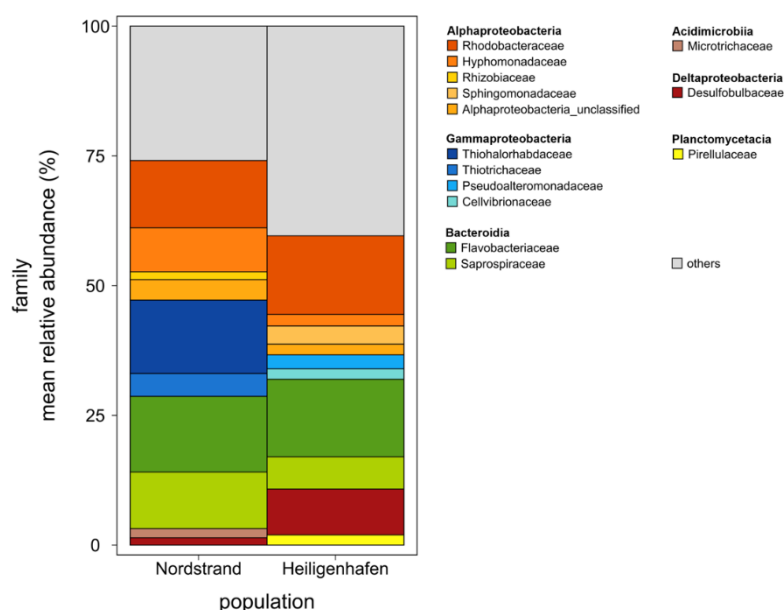 100
75
50
25
0
family
mean relative abundance (%)
Nordstrand
Heiligenhafen
population
Alphaproteobacteria
Rhodobacteraceae
Hyphomonadaceae
Rhizobiaceae
Sphingomonadaceae
Alphaproteobacteria_unclassified
Gammaproteobacteria
Thiohalorhabdaceae
Thiotrichaceae
Pseudoalteromonadaceae
Cellvibrionaceae
Bacteroidia
Flavobacteriaceae
Saprospiraceae
Acidimicrobiia
Microtrichaceae
Deltaproteobacteria
Desulfobulbaceae
Planctomycetacia
Pirellulaceae
others